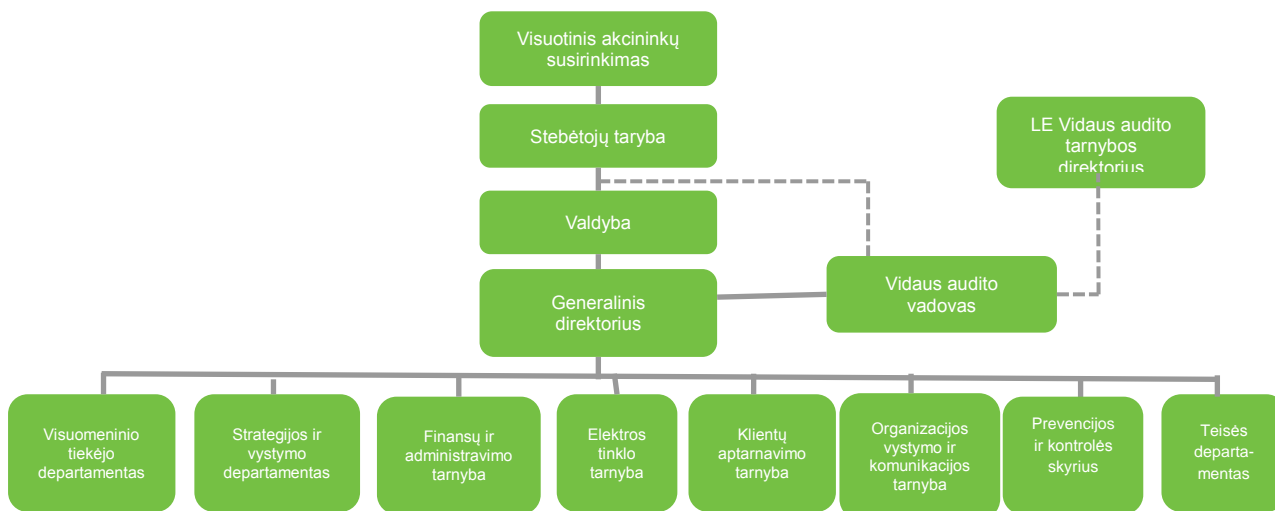 Visuotinis akcininkų
susirinkimas
Stebėtojų taryba
LE Vidaus audito
tarnybos
direktorius
Valdyba
Generalinis
direktorius
Vidaus audito
vadovas
Visuomeninio
tiekėjo
departamentas
Strategijos ir
vystymo
departamentas
Finansų ir
administravimo
tarnyba
Elektros
tinklo
tarnyba
Klientų
aptarnavimo
tarnyba
Organizacijos
vystymo ir
komunikacijos
tarnyba
Prevencijos
ir kontrolės
skyrius
Teisės
departa-
mentas